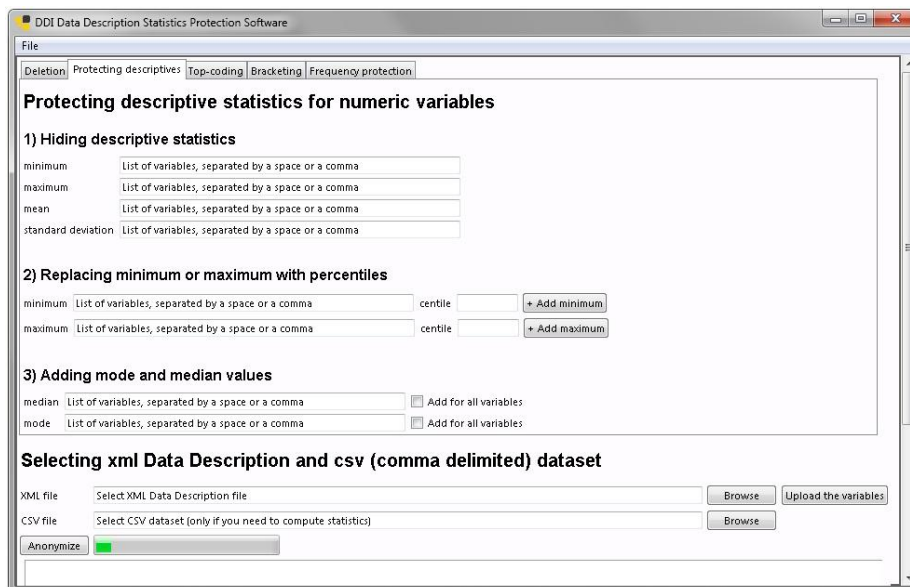 DDI Data Description Statistics Protection Software
File
Deletion Protecting descriptives Top-coding Bracketing Frequency protection
Protecting descriptive statistics for numeric variables
1) Hiding descriptive statistics
minimum List of variables, separated by a space or a comma
maximum List of variables, separated by a space or a comma
mean List of variables, separated by a space or a comma
standard deviation List of variables, separated by a space or a comma
2) Replacing minimum or maximum with percentiles
minimum List of variables, separated by a space or a comma centile + Add minimum
maximum List of variables, separated by a space or a comma centile + Add maximum
3) Adding mode and median values
median List of variables, separated by a space or a comma Add for all variables
mode List of variables, separated by a space or a comma Add for all variables
Selecting xml Data Description and csv (comma delimited) dataset
XML file Select XML Data Description file Browse Upload the variables
CSV file Select CSV dataset (only if you need to compute statistics) Browse
Anonymize